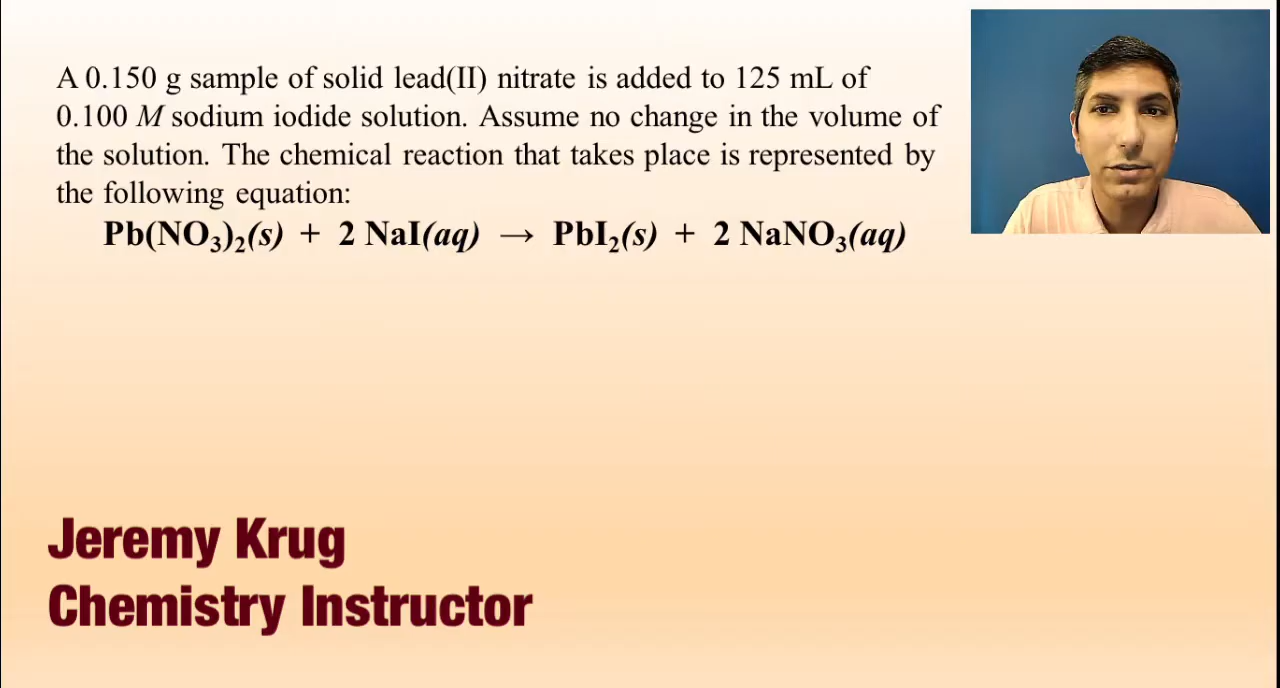 A 0.150 g sample of solid lead(II) nitrate is added to 125 mL of
0.100 M sodium iodide solution. Assume no change in the volume of
the solution. The chemical reaction that takes place is represented by
the following equation:
Pb(NO₃)₂(s) + 2 NaI(aq) → PbI₂(s) + 2 NaNO₃(aq)
Jeremy Krug
Chemistry Instructor